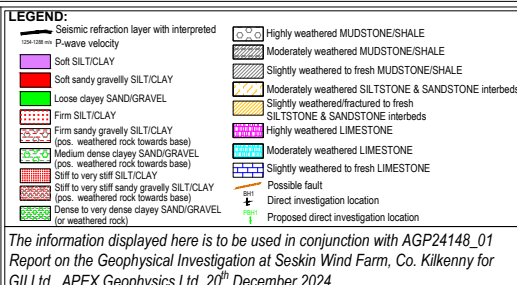 LEGEND:
Seismic refraction layer with interpreted
1254-1288 m/s P-wave velocity
Soft SILT/CLAY
Soft sandy gravellly SILT/CLAY
Loose clayey SAND/GRAVEL
Firm SILT/CLAY
Firm sandy gravelly SILT/CLAY
(pos. weathered rock towards base)
Medium dense clayey SAND/GRAVEL
(pos. weathered rock towards base)
Stiff to very stiff SILT/CLAY
Stiff to very stiff sandy gravelly SILT/CLAY
(pos. weathered rock towards base)
Dense to very dense clayey SAND/GRAVEL
(or weathered rock)
Highly weathered MUDSTONE/SHALE
Moderately weathered MUDSTONE/SHALE
Slightly weathered to fresh MUDSTONE/SHALE
Moderately weathered SILTSTONE & SANDSTONE interbeds
Slightly weathered/fractured to fresh
SILTSTONE & SANDSTONE interbeds
Highly weathered LIMESTONE
Moderately weathered LIMESTONE
Slightly weathered to fresh LIMESTONE
Possible fault
BH1
Direct investigation location
PBH1
Proposed direct investigation location
The information displayed here is to be used in conjunction with AGP24148_01
Report on the Geophysical Investigation at Seskin Wind Farm, Co. Kilkenny for
GII Ltd., APEX Geophysics Ltd, 20th December 2024